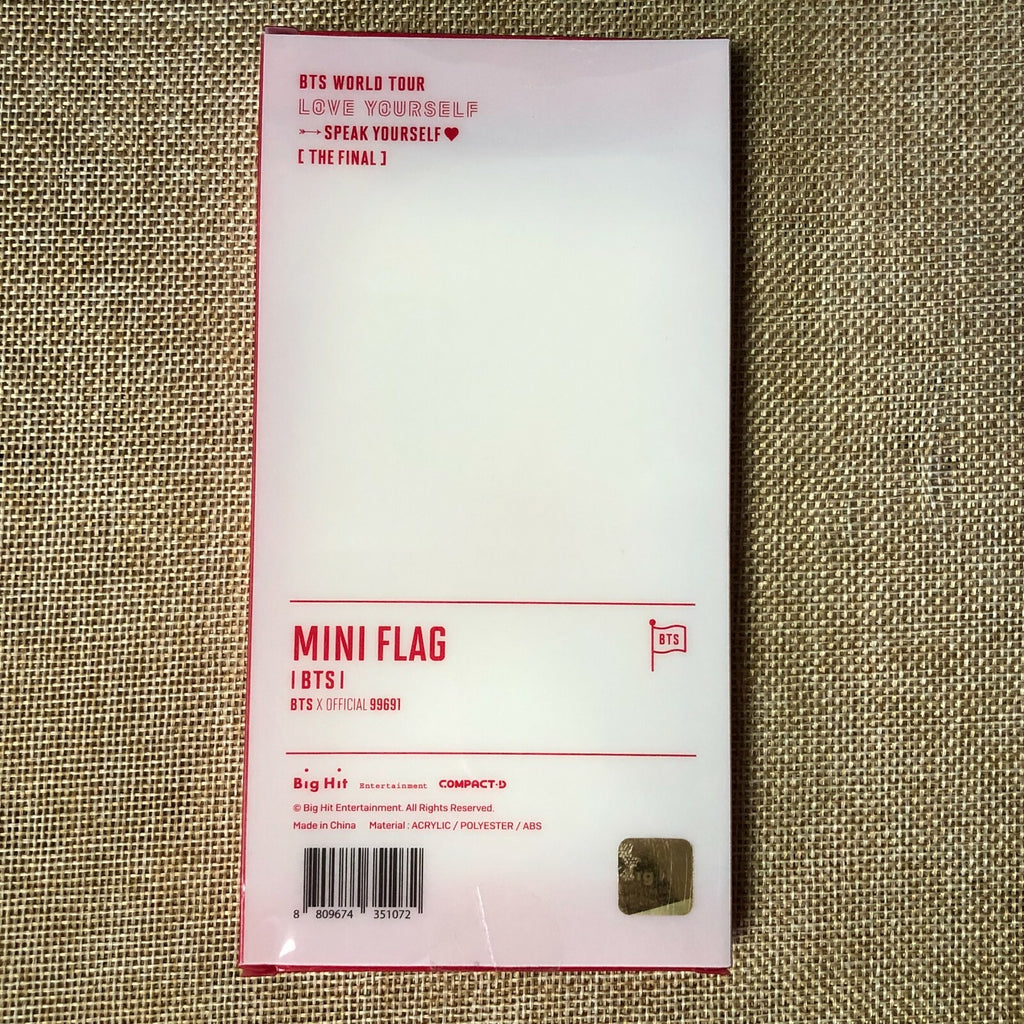 BTS WORLD TOUR
LOVE YOURSELF
SPEAK YOURSELF
[ THE FINAL ]
MINI FLAG
BTS
| BTS |
BTS X OFFICIAL 99691
Big Hit Entertainment COMPACT-D
© Big Hit Entertainment. All Rights Reserved.
Made in China Material : ACRYLIC / POLYESTER / ABS
8 809674 351072